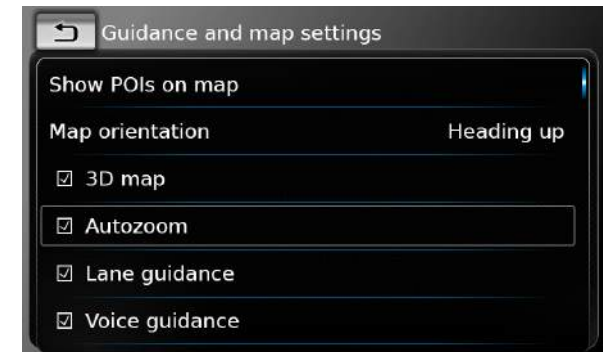 Guidance and map settings
Show POIs on map
Map orientation Heading up
3D map
Autozoom
Lane guidance
Voice guidance